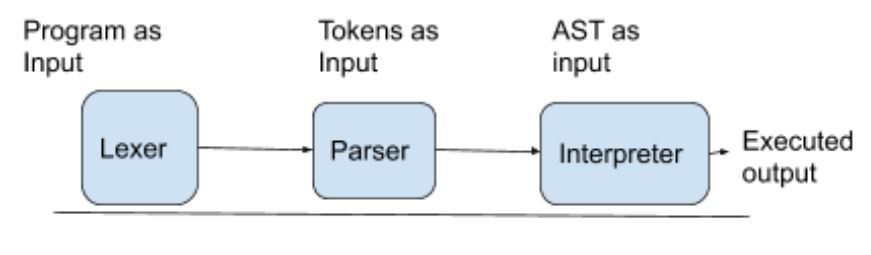 Program as
Input
Tokens as
Input
AST as
input
Lexer
Parser
Interpreter
Executed
output